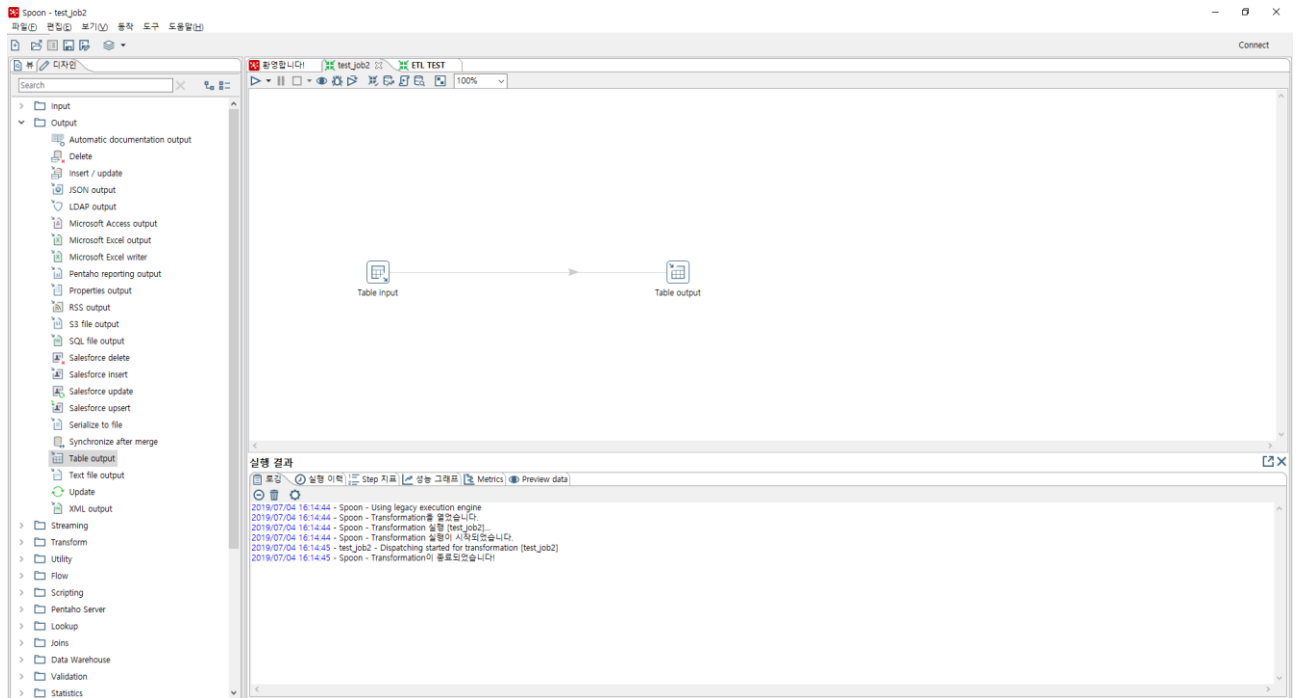 Spoon - test_job2
파일(F) 편집(E) 보기(V) 동작 도구 도움말(H)
Connect
뷰 디자인
환영합니다! test_job2 ETL TEST
Search
100%
Input
Output
Automatic documentation output
Delete
Insert / update
JSON output
LDAP output
Microsoft Access output
Microsoft Excel output
Microsoft Excel writer
Pentaho reporting output
Properties output
RSS output
S3 file output
SQL file output
Salesforce delete
Salesforce insert
Salesforce update
Salesforce upsert
Serialize to file
Synchronize after merge
Table output
Text file output
Update
XML output
Streaming
Transform
Utility
Flow
Scripting
Pentaho Server
Lookup
Joins
Data Warehouse
Validation
Statistics
Table input
Table output
실행 결과
로깅 실행 이력 Step 지표 성능 그래프 Metrics Preview data
2019/07/04 16:14:44 - Spoon - Using legacy execution engine
2019/07/04 16:14:44 - Spoon - Transformation을 열었습니다.
2019/07/04 16:14:44 - Spoon - Transformation 실행 [test_job2]...
2019/07/04 16:14:44 - Spoon - Transformation 실행이 시작되었습니다.
2019/07/04 16:14:45 - test_job2 - Dispatching started for transformation [test_job2]
2019/07/04 16:14:45 - Spoon - Transformation이 종료되었습니다!